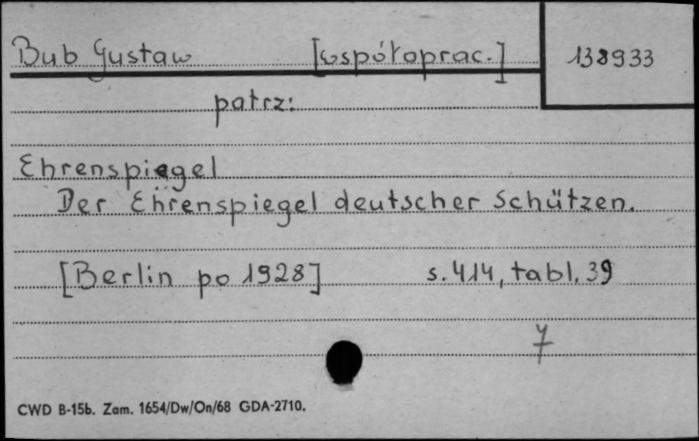 Bub Gustaw [współoprac.] 138933
patrz:
Ehrenspiegel
Der Ehrenspiegel deutscher Schützen.
[Berlin po 1928] s. 414, tabl. 39
7
CWD B-15b. Zam. 1654/Dw/On/68 GDA-2710.